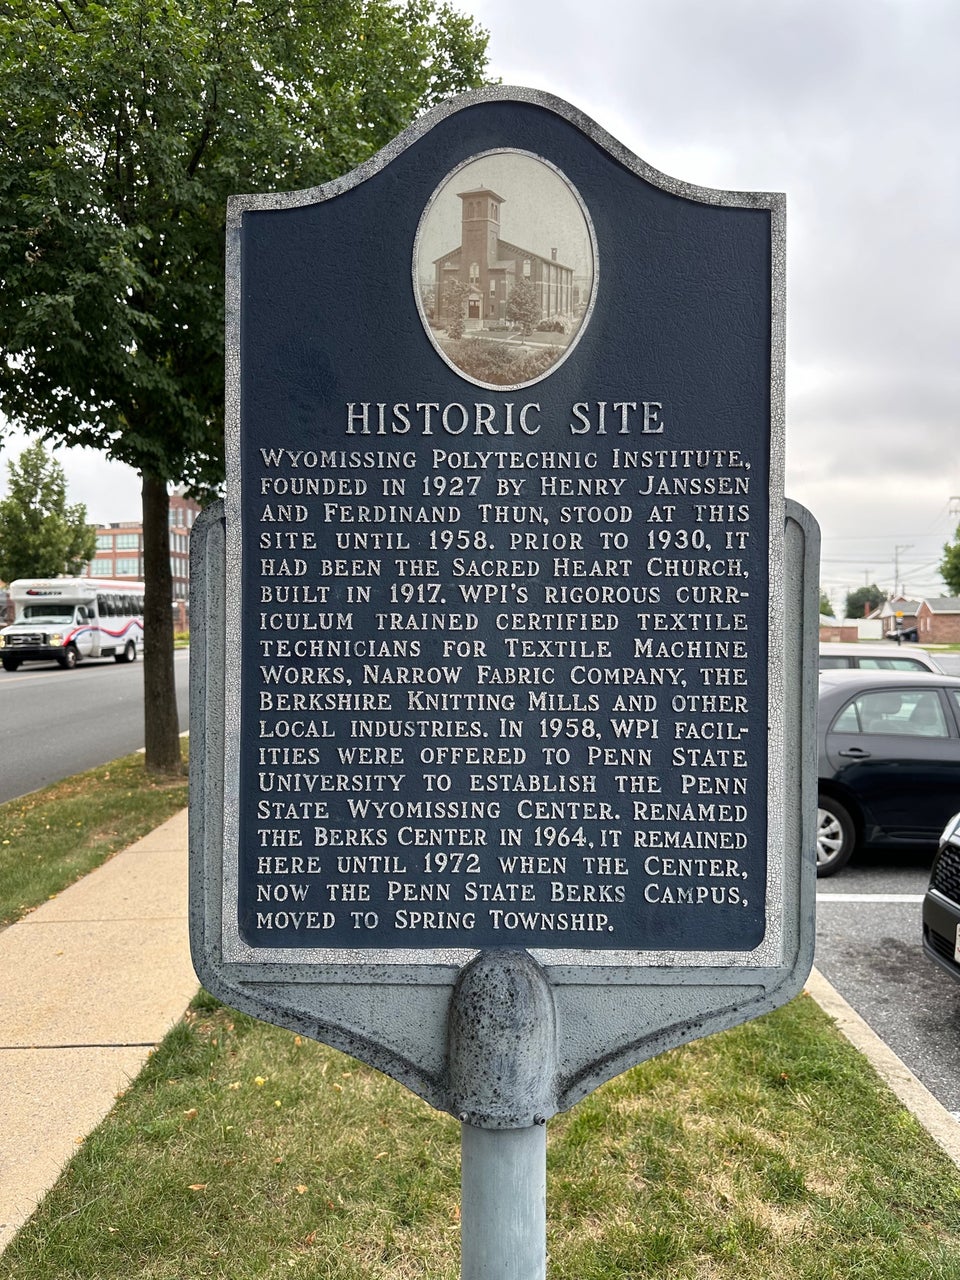 HISTORIC SITE
WYOMISSING POLYTECHNIC INSTITUTE,
FOUNDED IN 1927 BY HENRY JANSSEN
AND FERDINAND THUN, STOOD AT THIS
SITE UNTIL 1958. PRIOR TO 1930, IT
HAD BEEN THE SACRED HEART CHURCH,
BUILT IN 1917. WPI'S RIGOROUS CURR-
ICULUM TRAINED CERTIFIED TEXTILE
TECHNICIANS FOR TEXTILE MACHINE
WORKS, NARROW FABRIC COMPANY, THE
BERKSHIRE KNITTING MILLS AND OTHER
LOCAL INDUSTRIES. IN 1958, WPI FACIL-
ITIES WERE OFFERED TO PENN STATE
UNIVERSITY TO ESTABLISH THE PENN
STATE WYOMISSING CENTER. RENAMED
THE BERKS CENTER IN 1964, IT REMAINED
HERE UNTIL 1972 WHEN THE CENTER,
NOW THE PENN STATE BERKS CAMPUS,
MOVED TO SPRING TOWNSHIP.